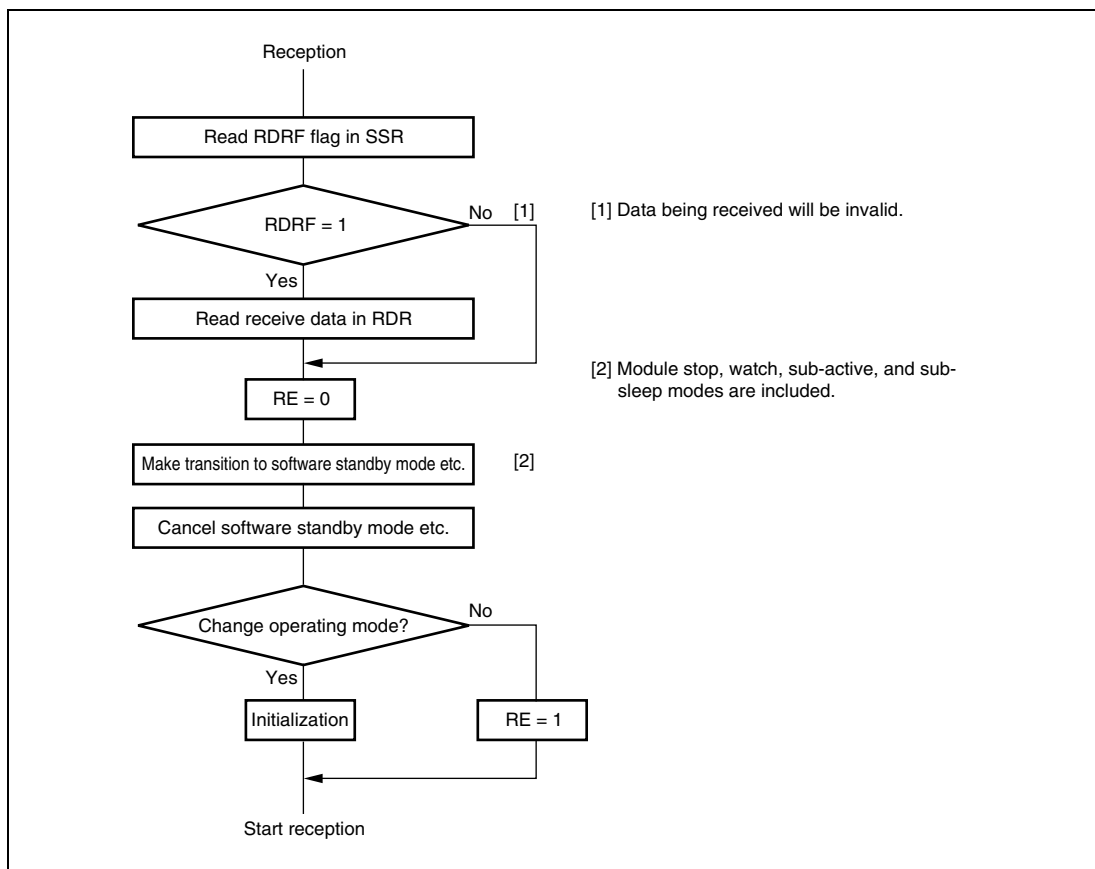 Reception
Read RDRF flag in SSR
RDRF = 1
No [1]
[1] Data being received will be invalid.
Yes
Read receive data in RDR
[2] Module stop, watch, sub-active, and sub-
sleep modes are included.
RE = 0
Make transition to software standby mode etc.
[2]
Cancel software standby mode etc.
Change operating mode?
No
Yes
Initialization
RE = 1
Start reception